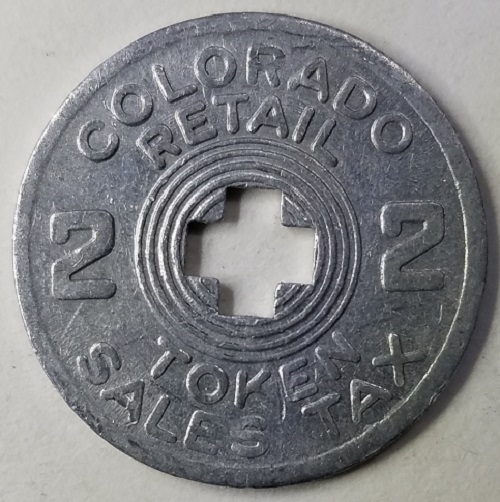 COLORADO
RETAIL
2 2
TOKEN
SALES TAX